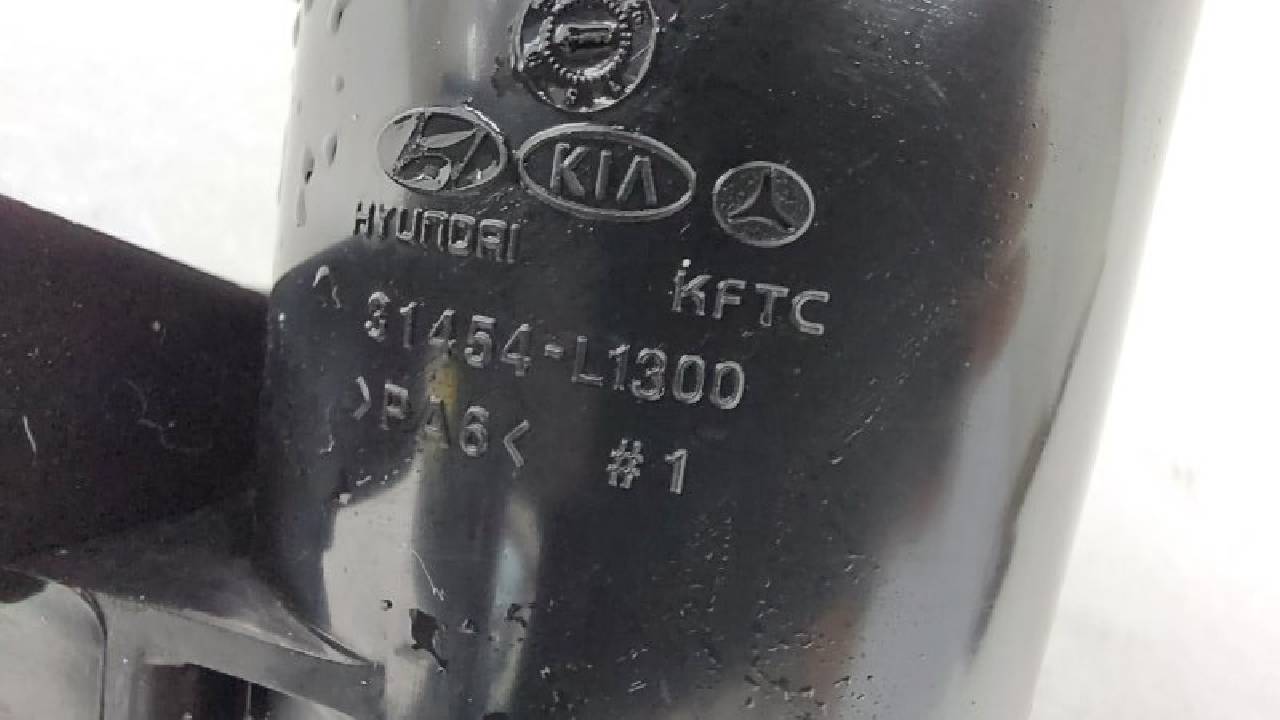 KIA
HYUNDAI
KFTC
31454-L1300
>PA6< #1